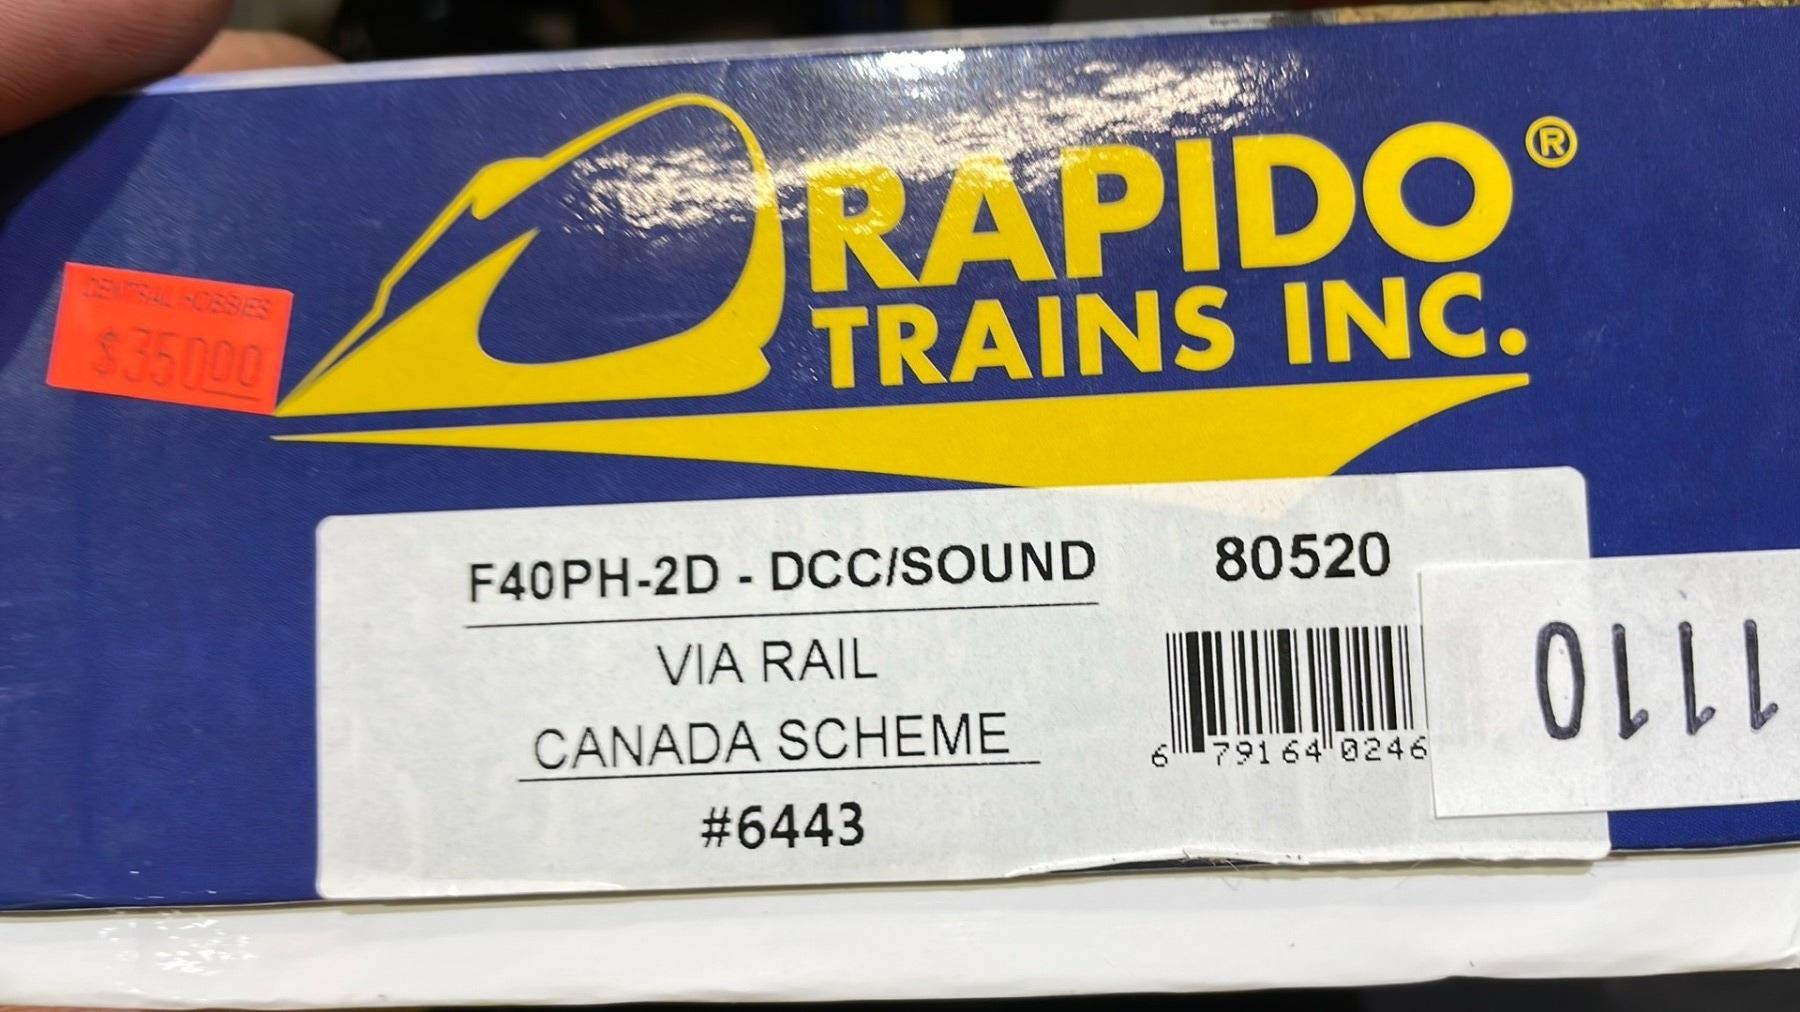 CENTRAL HOBBIES
$350.00
RAPIDO®
TRAINS INC.
F40PH-2D - DCC/SOUND
80520
VIA RAIL
CANADA SCHEME
#6443
6 79164 0246
1110